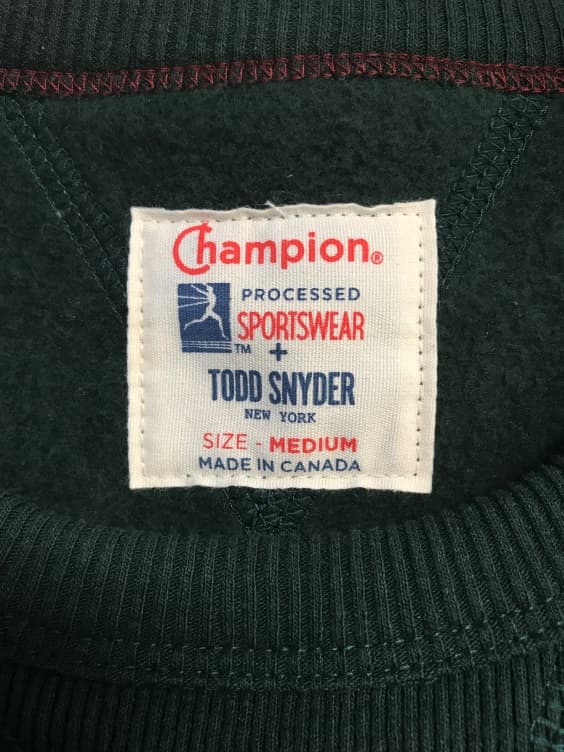 Champion®
PROCESSED
SPORTSWEAR
TM +
TODD SNYDER
NEW YORK
SIZE - MEDIUM
MADE IN CANADA